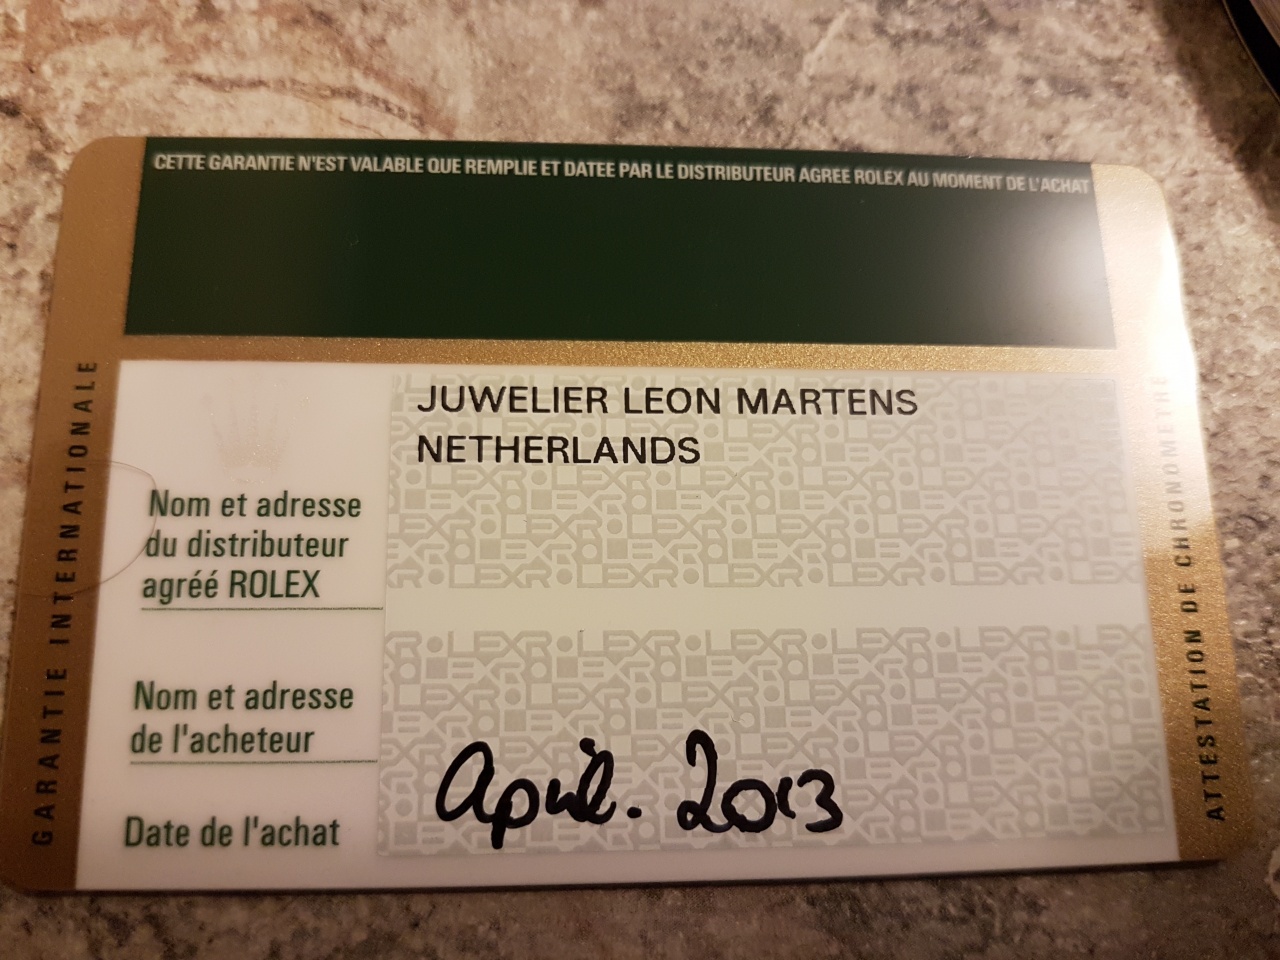 CETTE GARANTIE N'EST VALABLE QUE REMPLIE ET DATEE PAR LE DISTRIBUTEUR AGREE ROLEX AU MOMENT DE L'ACHAT
GARANTIE INTERNATIONALE
JUWELIER LEON MARTENS
NETHERLANDS
Nom et adresse
du distributeur
agréé ROLEX
Nom et adresse
de l'acheteur
Date de l'achat
April. 2013
ATTESTATION DE CHRONOMETRE